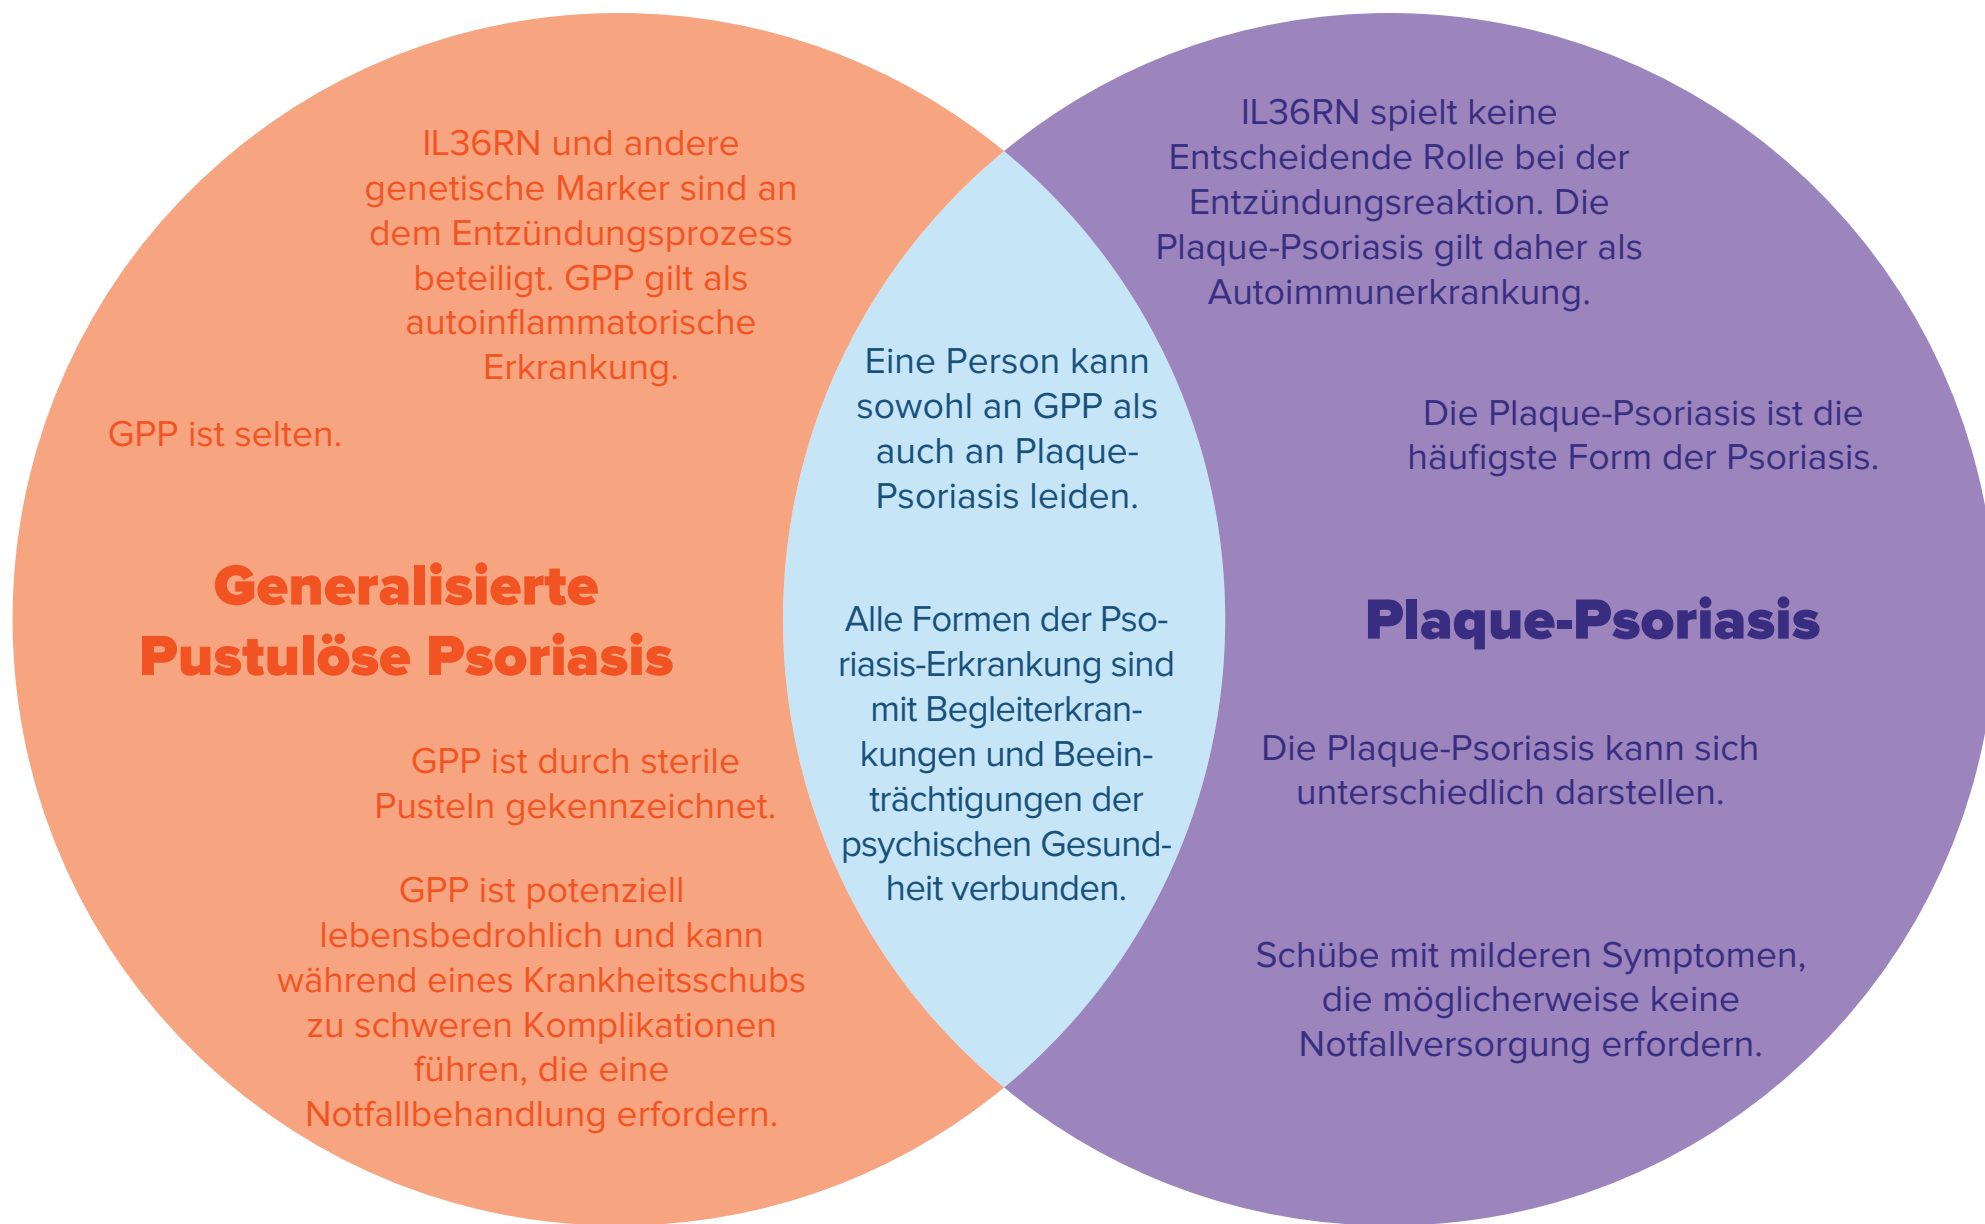 IL36RN und andere
genetische Marker sind an
dem Entzündungsprozess
beteiligt. GPP gilt als
autoinflammatorische
Erkrankung.
GPP ist selten.
Generalisierte
Pustulöse Psoriasis
GPP ist durch sterile
Pusteln gekennzeichnet.
GPP ist potenziell
lebensbedrohlich und kann
während eines Krankheitsschubs
zu schweren Komplikationen
führen, die eine
Notfallbehandlung erfordern.
Eine Person kann
sowohl an GPP als
auch an Plaque-
Psoriasis leiden.
Alle Formen der Pso-
riasis-Erkrankung sind
mit Begleiterkran-
kungen und Beein-
trächtigungen der
psychischen Gesund-
heit verbunden.
IL36RN spielt keine
Entscheidende Rolle bei der
Entzündungsreaktion. Die
Plaque-Psoriasis gilt daher als
Autoimmunerkrankung.
Die Plaque-Psoriasis ist die
häufigste Form der Psoriasis.
Plaque-Psoriasis
Die Plaque-Psoriasis kann sich
unterschiedlich darstellen.
Schübe mit milderen Symptomen,
die möglicherweise keine
Notfallversorgung erfordern.